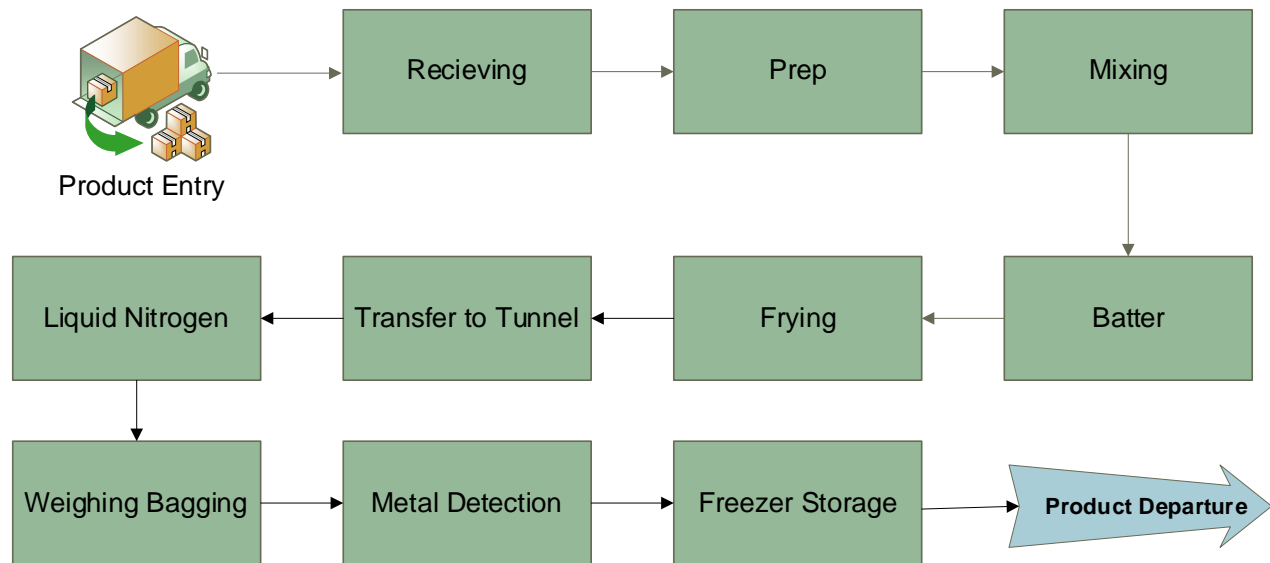 Recieving
Prep
Mixing
Product Entry
Liquid Nitrogen
Transfer to Tunnel
Frying
Batter
Weighing Bagging
Metal Detection
Freezer Storage
Product Departure